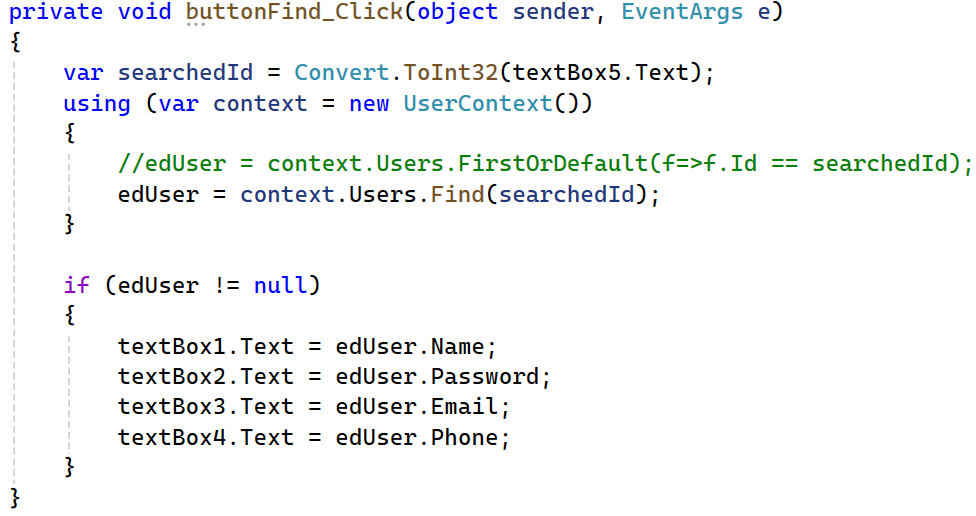 private void buttonFind_Click(object sender, EventArgs e)
{
    var searchedId = Convert.ToInt32(textBox5.Text);
    using (var context = new UserContext())
    {
        //edUser = context.Users.FirstOrDefault(f=>f.Id == searchedId);
        edUser = context.Users.Find(searchedId);
    }

    if (edUser != null)
    {
        textBox1.Text = edUser.Name;
        textBox2.Text = edUser.Password;
        textBox3.Text = edUser.Email;
        textBox4.Text = edUser.Phone;
    }
}